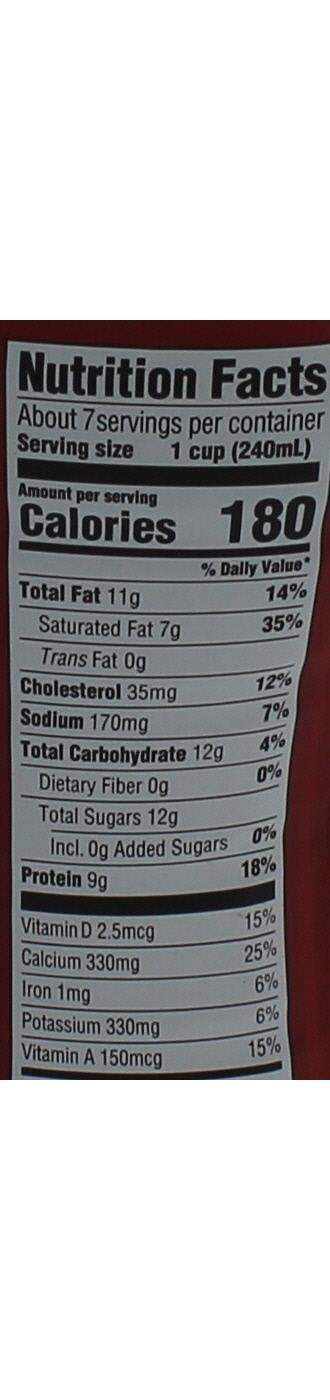 Nutrition Facts
About 7 servings per container
Serving size 1 cup (240mL)
Amount per serving
Calories 180
% Daily Value*
Total Fat 11g 14%
Saturated Fat 7g 35%
Trans Fat 0g
Cholesterol 35mg 12%
Sodium 170mg 7%
Total Carbohydrate 12g 4%
Dietary Fiber 0g 0%
Total Sugars 12g
Incl. 0g Added Sugars 0%
Protein 9g 18%
Vitamin D 2.5mcg 15%
Calcium 330mg 25%
Iron 1mg 6%
Potassium 330mg 6%
Vitamin A 150mcg 15%